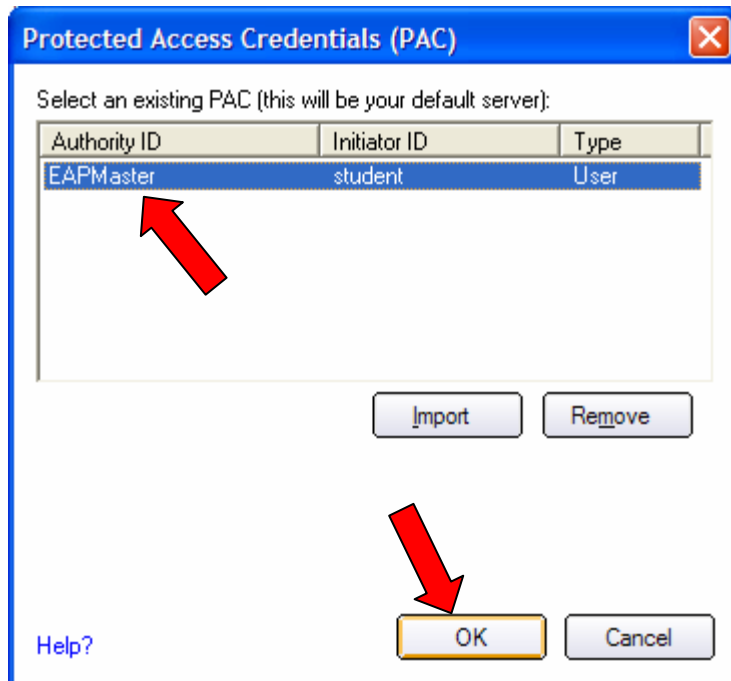 Protected Access Credentials (PAC)
Select an existing PAC (this will be your default server):
Authority ID Initiator ID Type
EAPMaster student User
Import Remove
Help? OK Cancel